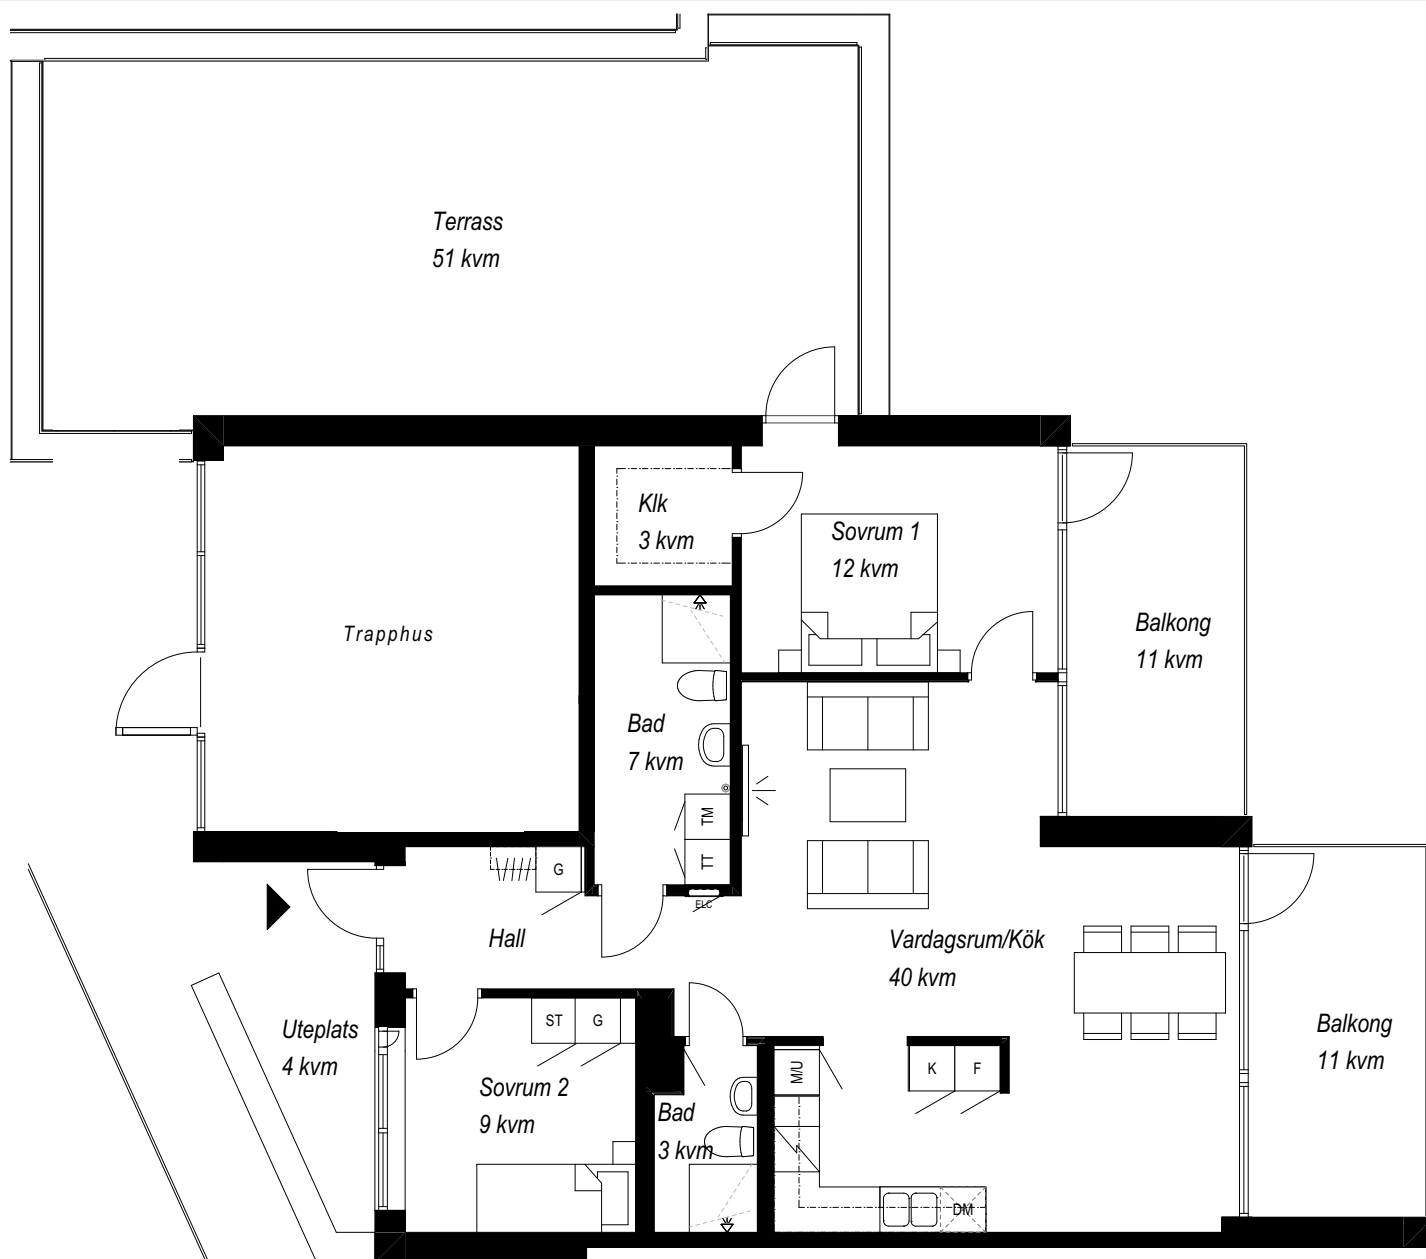 Terrass
51 kvm
Klk
3 kvm
Sovrum 1
12 kvm
Balkong
11 kvm
Trapphus
Bad
7 kvm
TM
TT
G
ELC
Hall
Vardagsrum/Kök
40 kvm
Uteplats
4 kvm
ST
G
Sovrum 2
9 kvm
Bad
3 kvm
M/U
K
F
DM
Balkong
11 kvm